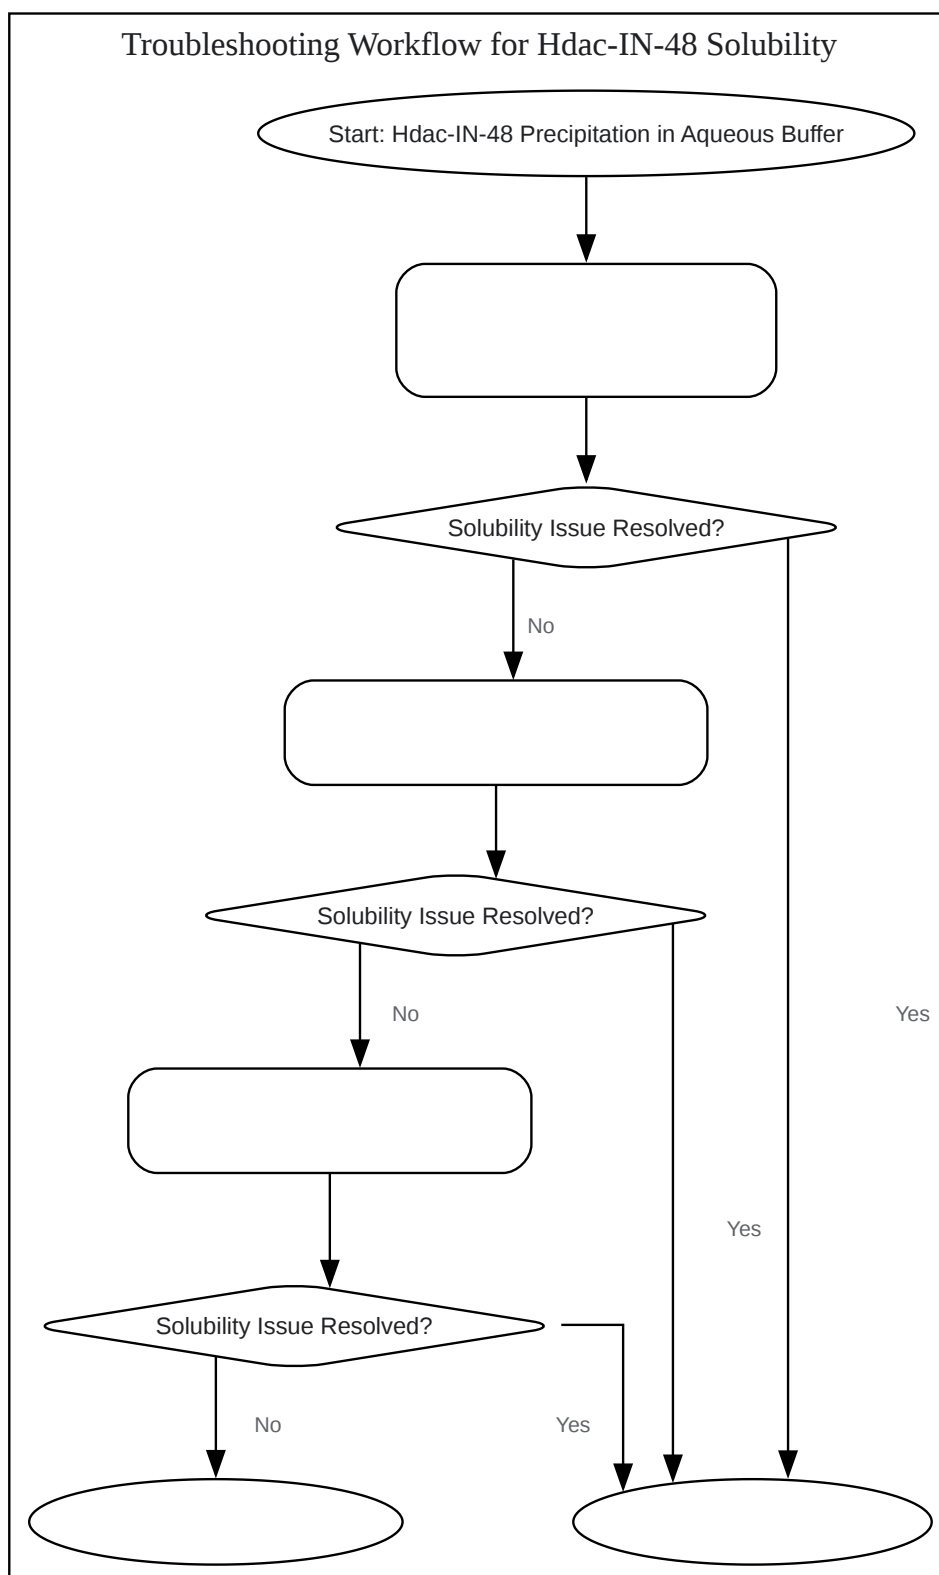 Troubleshooting Workflow for Hdac-IN-48 Solubility
Start: Hdac-IN-48 Precipitation in Aqueous Buffer
Solubility Issue Resolved?
No
Solubility Issue Resolved?
No
Yes
Yes
Solubility Issue Resolved?
No
Yes